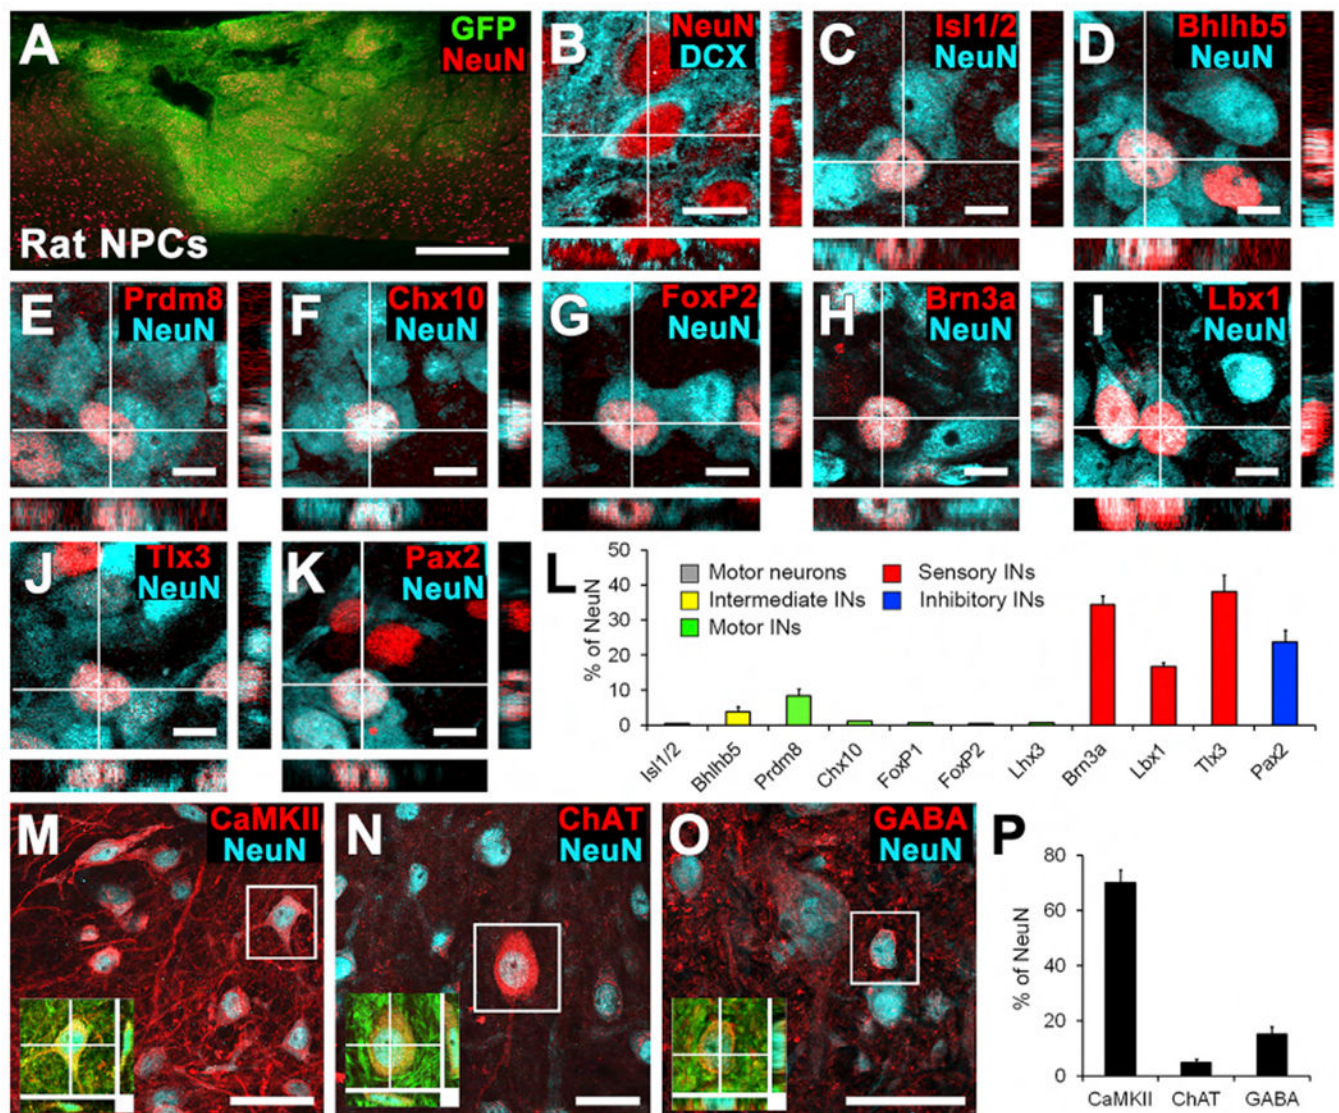 A
GFP
NeuN
Rat NPCs
B
NeuN
DCX
C
Isl1/2
NeuN
D
Bhlhb5
NeuN
E
Prdm8
NeuN
F
Chx10
NeuN
G
FoxP2
NeuN
H
Brn3a
NeuN
I
Lbx1
NeuN
J
Tlx3
NeuN
K
Pax2
NeuN
L
% of NeuN
50
40
30
20
10
0
Motor neurons
Intermediate INs
Motor INs
Sensory INs
Inhibitory INs
Isl1/2
Bhlhb5
Prdm8
Chx10
FoxP1
FoxP2
Lhx3
Brn3a
Lbx1
Tlx3
Pax2
M
CaMKII
NeuN
N
ChAT
NeuN
O
GABA
NeuN
P
% of NeuN
80
60
40
20
0
CaMKII ChAT GABA